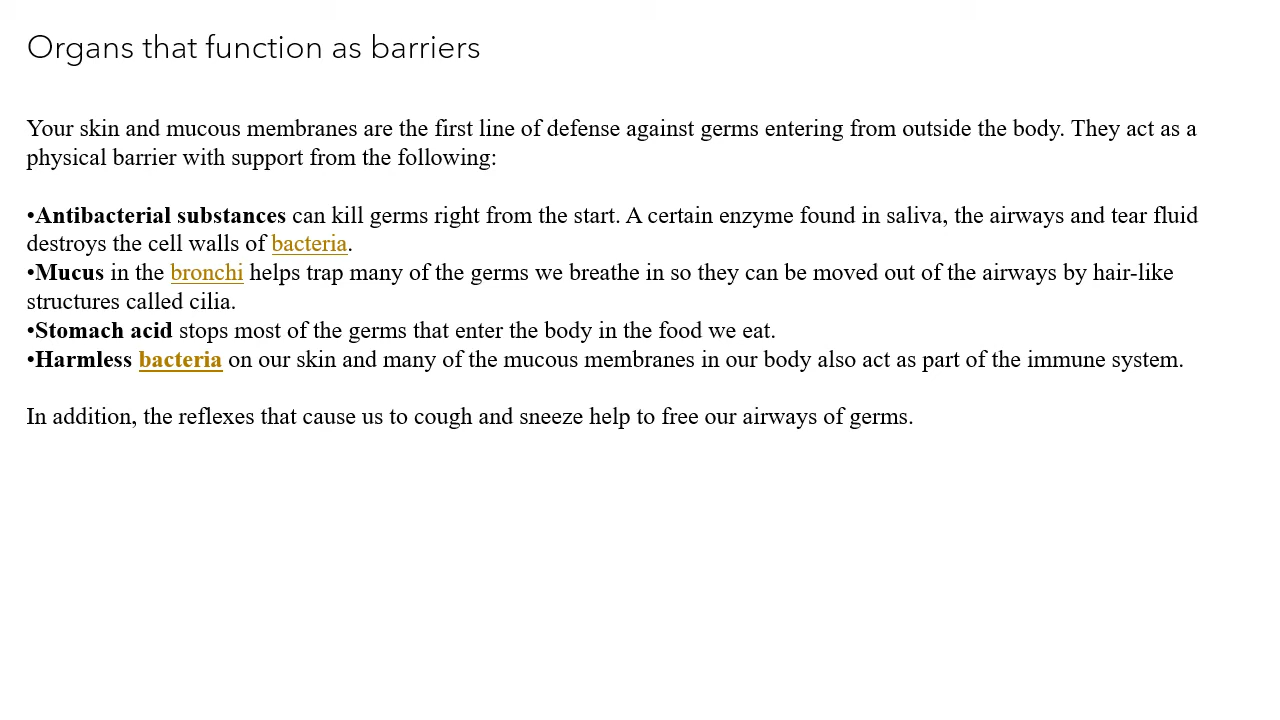 Organs that function as barriers
Your skin and mucous membranes are the first line of defense against germs entering from outside the body. They act as a
physical barrier with support from the following:
•Antibacterial substances can kill germs right from the start. A certain enzyme found in saliva, the airways and tear fluid
destroys the cell walls of bacteria.
•Mucus in the bronchi helps trap many of the germs we breathe in so they can be moved out of the airways by hair-like
structures called cilia.
•Stomach acid stops most of the germs that enter the body in the food we eat.
•Harmless bacteria on our skin and many of the mucous membranes in our body also act as part of the immune system.
In addition, the reflexes that cause us to cough and sneeze help to free our airways of germs.